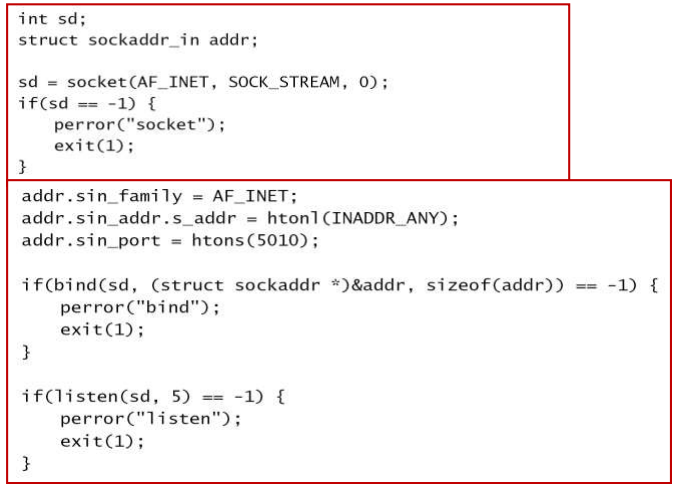 int sd;
struct sockaddr_in addr;
sd = socket(AF_INET, SOCK_STREAM, 0);
if(sd == -1) {
perror("socket");
exit(1);
}
addr.sin_family = AF_INET;
addr.sin_addr.s_addr = htonl(INADDR_ANY);
addr.sin_port = htons(5010);
if(bind(sd, (struct sockaddr *)&addr, sizeof(addr)) == -1) {
perror("bind");
exit(1);
}
if(listen(sd, 5) == -1) {
perror("listen");
exit(1);
}